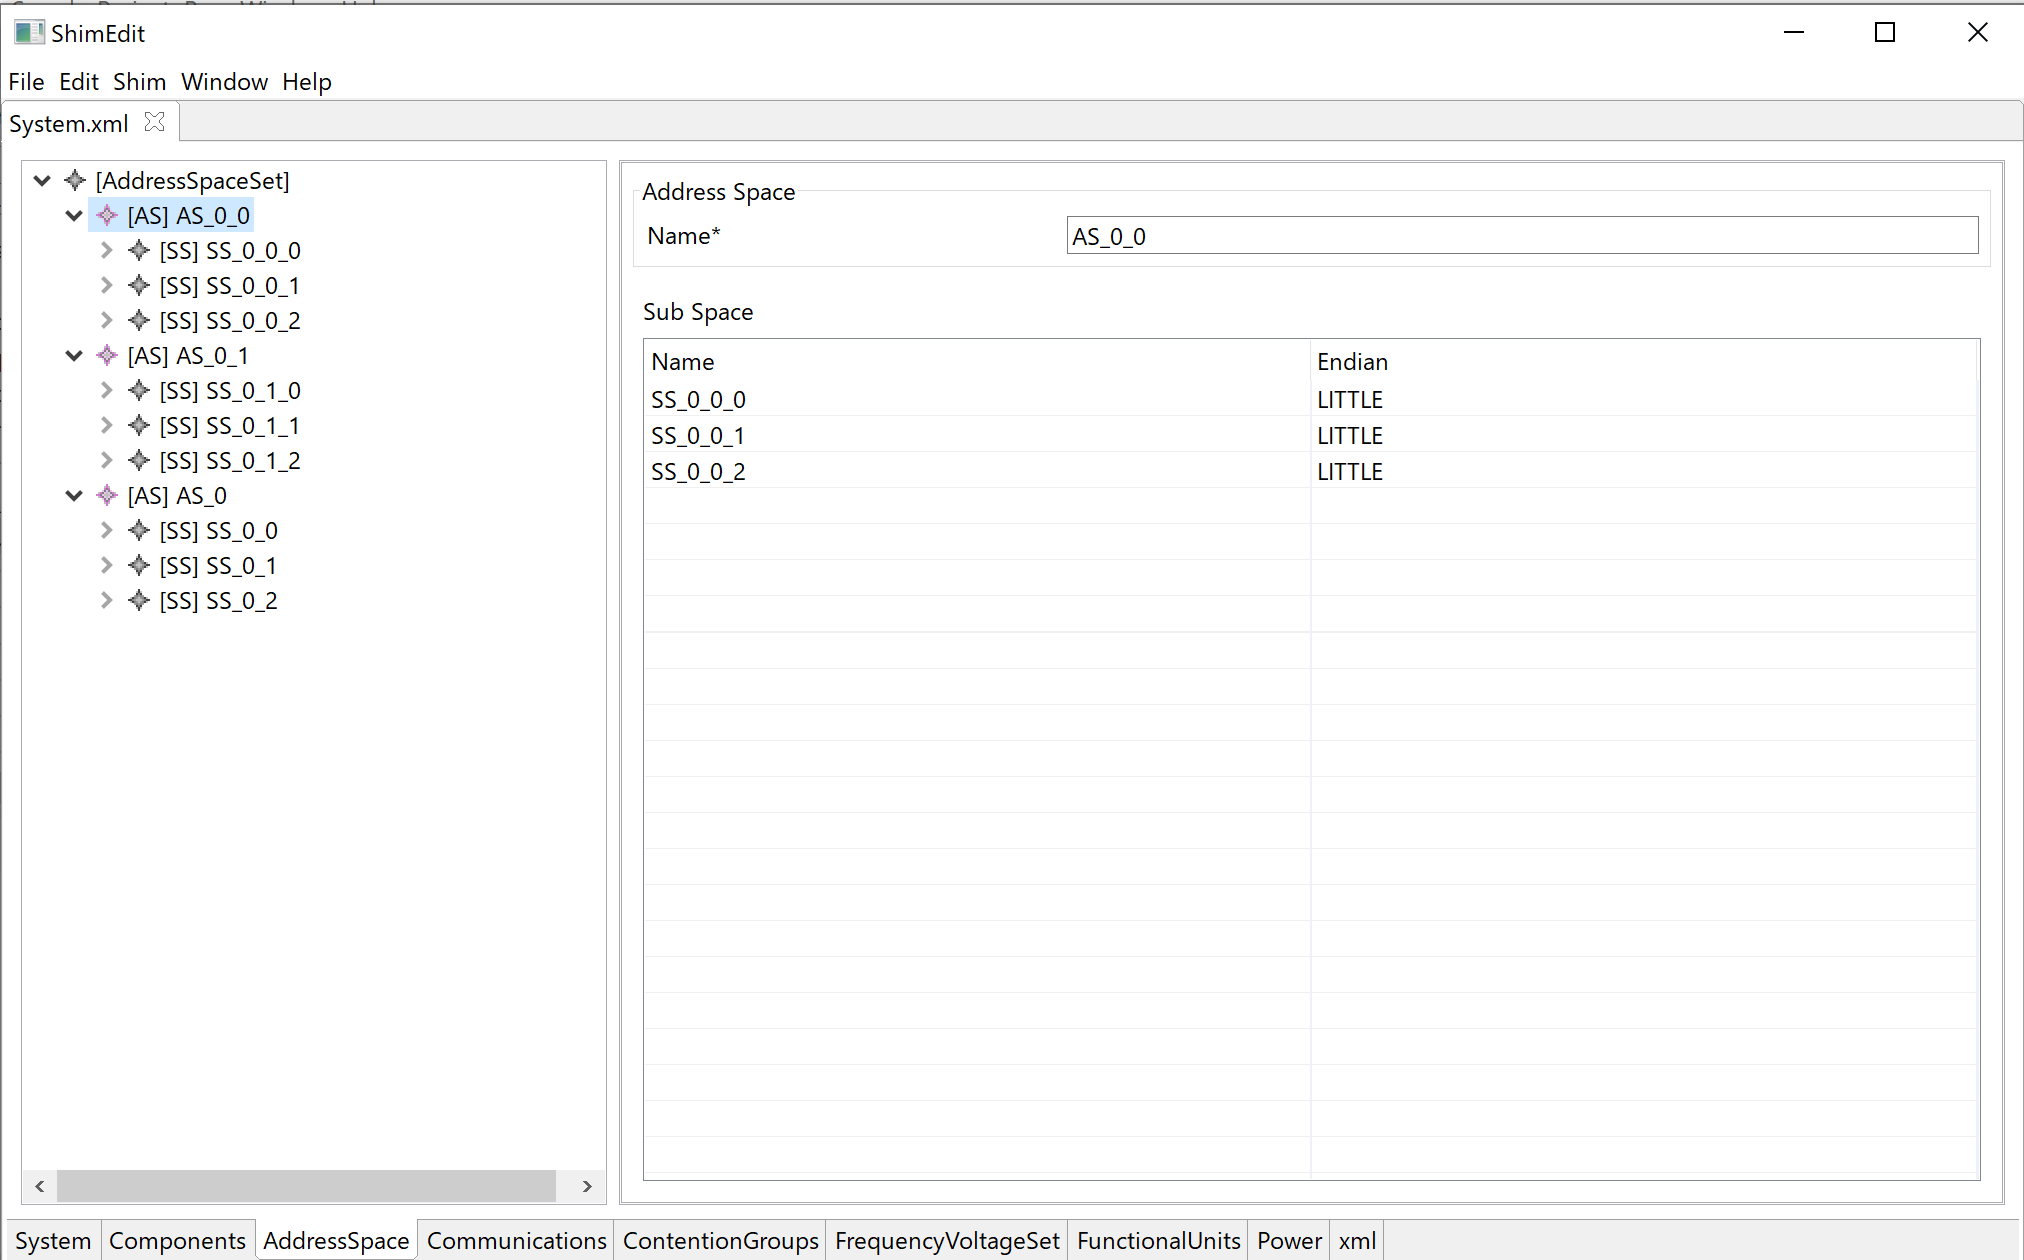 ShimEdit
File Edit Shim Window Help
System.xml
[AddressSpaceSet]
[AS] AS_0_0
[SS] SS_0_0_0
[SS] SS_0_0_1
[SS] SS_0_0_2
[AS] AS_0_1
[SS] SS_0_1_0
[SS] SS_0_1_1
[SS] SS_0_1_2
[AS] AS_0
[SS] SS_0_0
[SS] SS_0_1
[SS] SS_0_2
Address Space
Name* AS_0_0
Sub Space
Name Endian
SS_0_0_0 LITTLE
SS_0_0_1 LITTLE
SS_0_0_2 LITTLE
System Components AddressSpace Communications ContentionGroups FrequencyVoltageSet FunctionalUnits Power xml